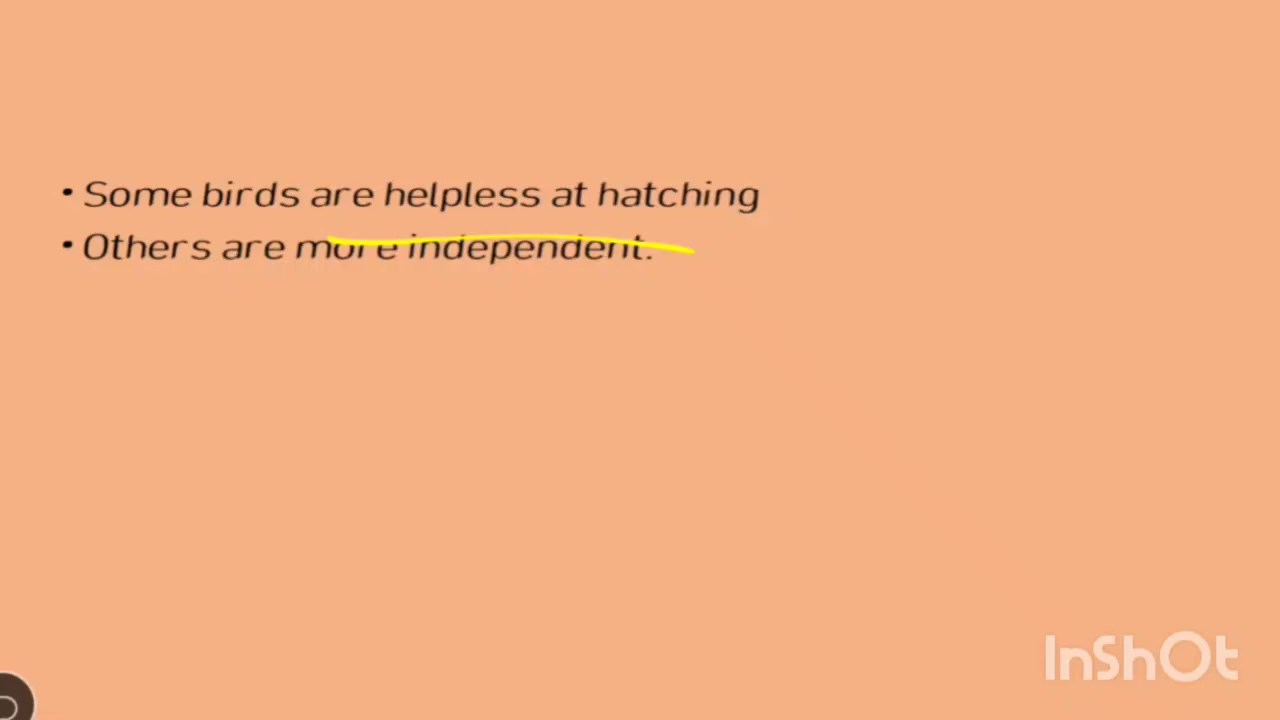 • Some birds are helpless at hatching
• Others are more independent.
InShOt